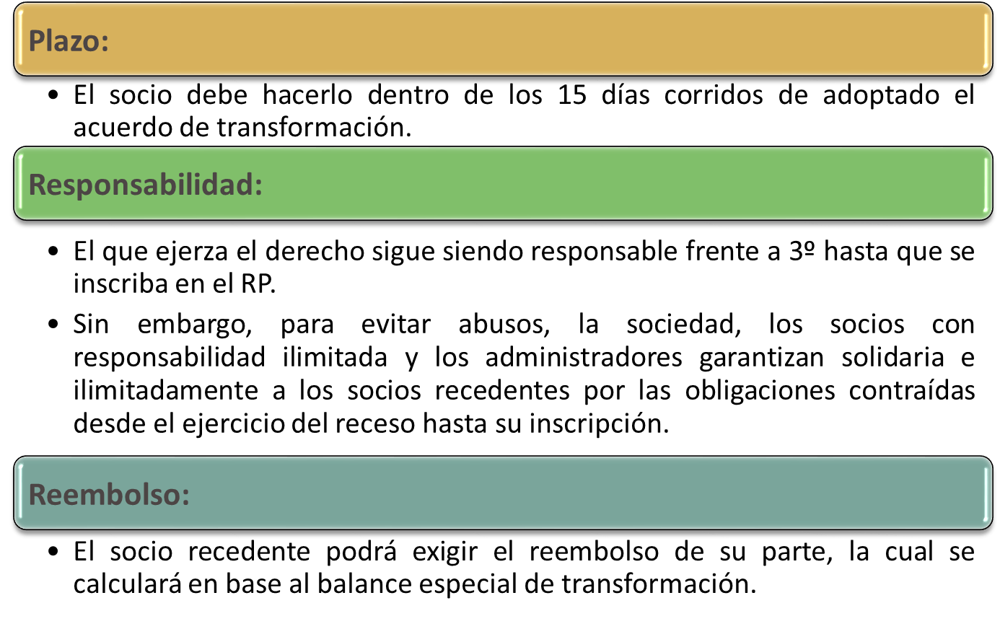 Plazo:
• El socio debe hacerlo dentro de los 15 días corridos de adoptado el
acuerdo de transformación.
Responsabilidad:
• El que ejerza el derecho sigue siendo responsable frente a 3º hasta que se
inscriba en el RP.
• Sin embargo, para evitar abusos, la sociedad, los socios con
responsabilidad ilimitada y los administradores garantizan solidaria e
ilimitadamente a los socios recedentes por las obligaciones contraídas
desde el ejercicio del receso hasta su inscripción.
Reembolso:
• El socio recedente podrá exigir el reembolso de su parte, la cual se
calculará en base al balance especial de transformación.